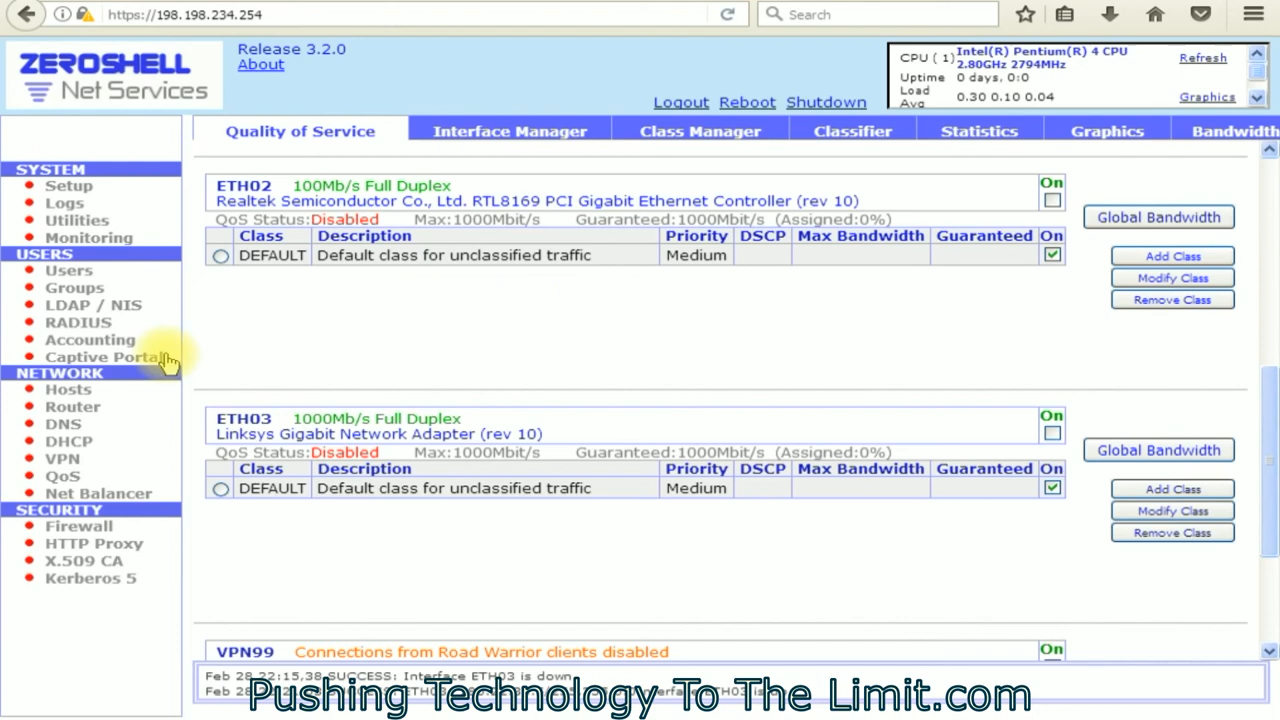 https://198.198.234.254
Search
ZEROSHELL
Net Services
Release 3.2.0
About
Logout Reboot Shutdown
CPU (1) Intel(R) Pentium(R) 4 CPU
2.80GHz 2794MHz
Uptime 0 days, 0:0
Load
Avg 0.30 0.10 0.04
Refresh
Graphics
Quality of Service Interface Manager Class Manager Classifier Statistics Graphics Bandwidth
SYSTEM
Setup
Logs
Utilities
Monitoring
USERS
Users
Groups
LDAP / NIS
RADIUS
Accounting
Captive Portal
NETWORK
Hosts
Router
DNS
DHCP
VPN
QoS
Net Balancer
SECURITY
Firewall
HTTP Proxy
X.509 CA
Kerberos 5
ETH02 100Mb/s Full Duplex On
Realtek Semiconductor Co., Ltd. RTL8169 PCI Gigabit Ethernet Controller (rev 10)
QoS Status:Disabled Max:1000Mbit/s Guaranteed:1000Mbit/s (Assigned:0%)
Class Description Priority DSCP Max Bandwidth Guaranteed On
DEFAULT Default class for unclassified traffic Medium
Global Bandwidth
Add Class
Modify Class
Remove Class
ETH03 1000Mb/s Full Duplex On
Linksys Gigabit Network Adapter (rev 10)
QoS Status:Disabled Max:1000Mbit/s Guaranteed:1000Mbit/s (Assigned:0%)
Class Description Priority DSCP Max Bandwidth Guaranteed On
DEFAULT Default class for unclassified traffic Medium
Global Bandwidth
Add Class
Modify Class
Remove Class
VPN99 Connections from Road Warrior clients disabled On
Feb 28 22:15,38 SUCCESS: Interface ETH03 is down
Feb 28
Pushing Technology To The Limit.com